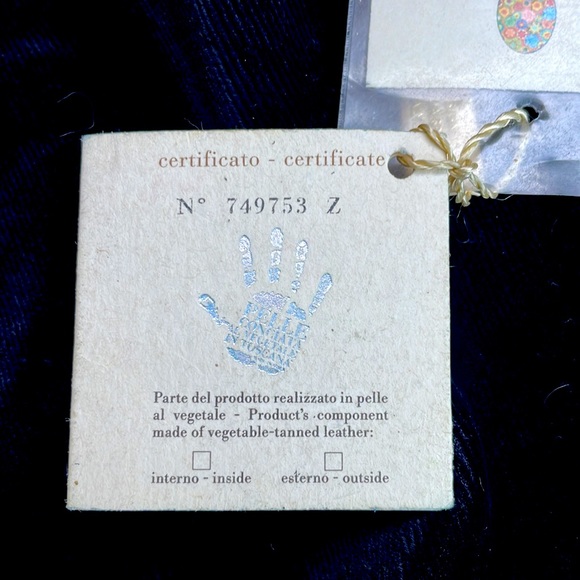 certificato - certificate
N° 749753 Z
PELLE
CONCIATA
AL VEGETALE
IN TOSCANA
Parte del prodotto realizzato in pelle
al vegetale - Product's component
made of vegetable-tanned leather:
interno - inside esterno - outside